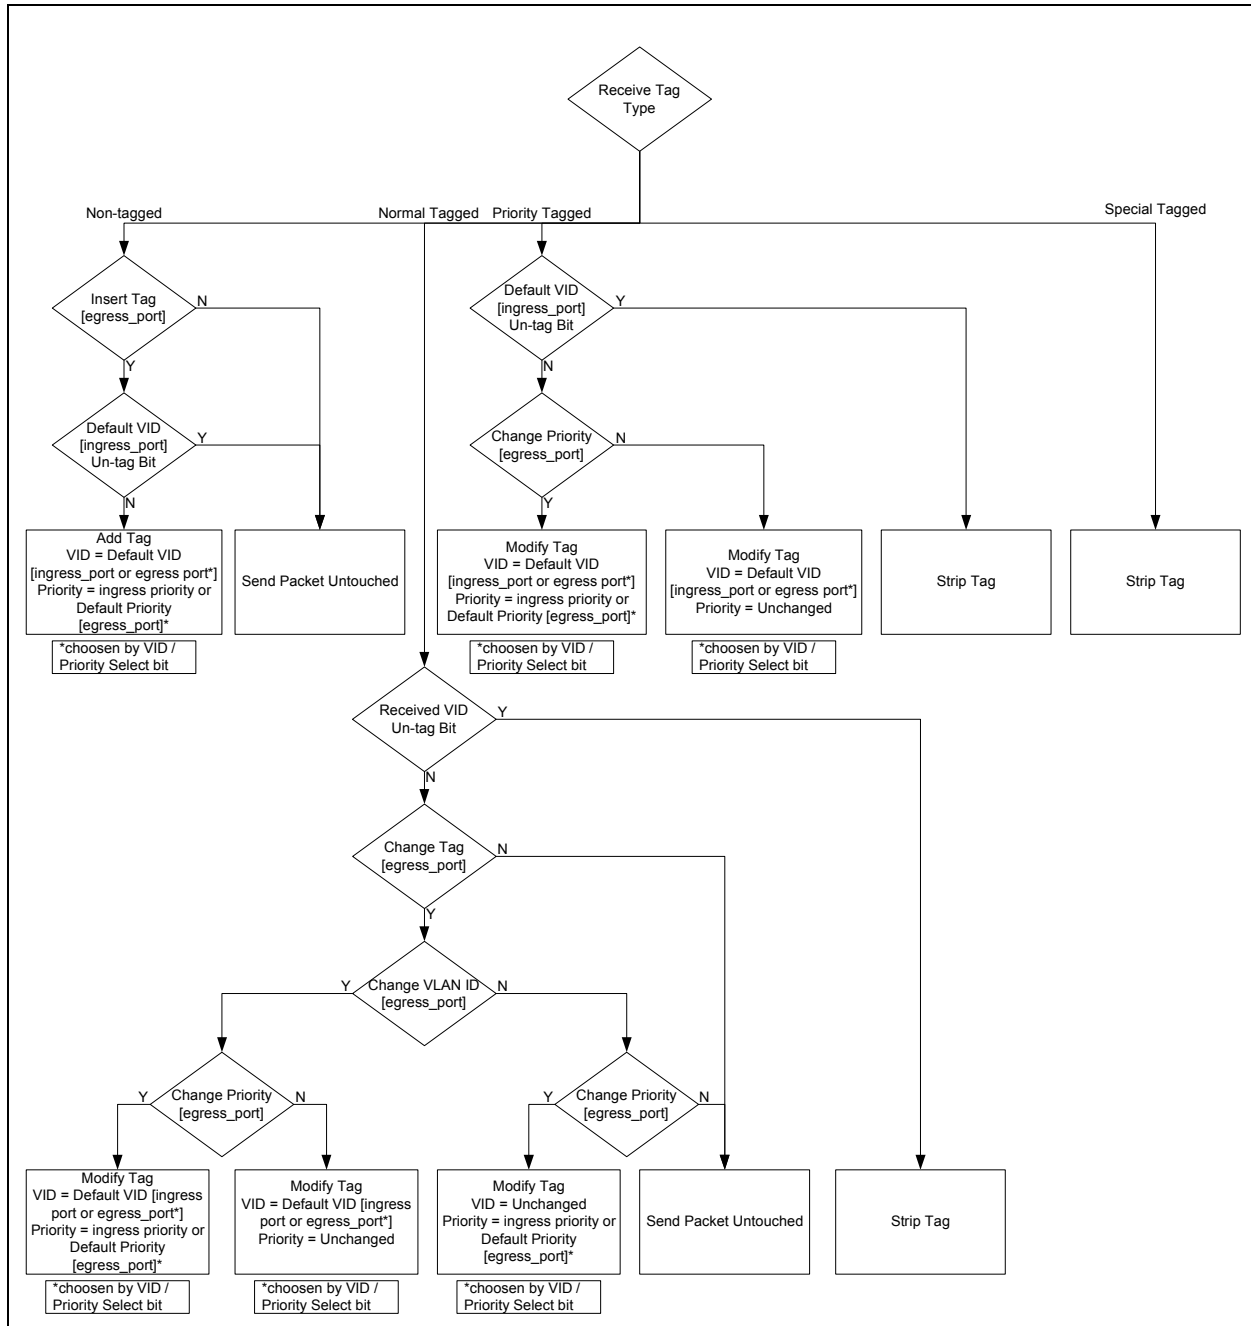 Receive Tag
Type
Non-tagged
Normal Tagged
Priority Tagged
Special Tagged
Insert Tag
[egress_port]
N
Y
Default VID
[ingress_port]
Un-tag Bit
Y
N
Default VID
[ingress_port]
Un-tag Bit
Y
N
Change Priority
[egress_port]
N
Y
Add Tag
VID = Default VID
[ingress_port or egress port*]
Priority = ingress priority or
Default Priority
[egress_port]*
*choosen by VID /
Priority Select bit
Send Packet Untouched
Modify Tag
VID = Default VID
[ingress_port or egress port*]
Priority = ingress priority or
Default Priority [egress_port]*
*choosen by VID /
Priority Select bit
Modify Tag
VID = Default VID
[ingress_port or egress port*]
Priority = Unchanged
*choosen by VID /
Priority Select bit
Strip Tag
Strip Tag
Received VID
Un-tag Bit
Y
N
Change Tag
[egress_port]
N
Y
Change VLAN ID
[egress_port]
Y
N
Change Priority
[egress_port]
Y
N
Change Priority
[egress_port]
Y
N
Modify Tag
VID = Default VID [ingress
port or egress_port*]
Priority = ingress priority or
Default Priority
[egress_port]*
*choosen by VID /
Priority Select bit
Modify Tag
VID = Default VID [ingress
port or egress_port*]
Priority = Unchanged
*choosen by VID /
Priority Select bit
Modify Tag
VID = Unchanged
Priority = ingress priority or
Default Priority
[egress_port]*
*choosen by VID /
Priority Select bit
Send Packet Untouched
Strip Tag